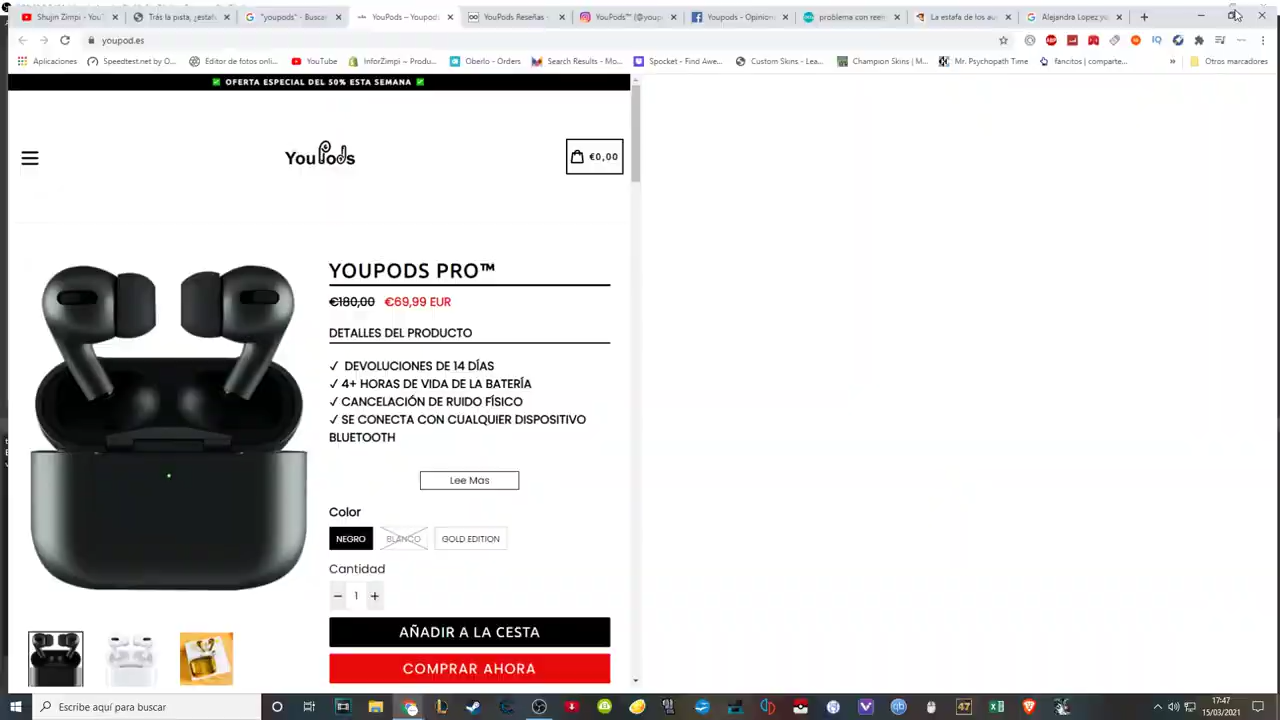 Shujin Zirpi
Trás la pista, ¿estafa
"youpods" - Buscar
YouPods – Youpods
YouPods Reseñas
YouPods™ (@youp
Youpods - Opinion
problema con reem
La estafa de los au
Alejandra Lopez yo
youpod.es
Aplicaciones
Speedtest.net by O...
Editor de fotos onli...
YouTube
InforZimpi – Produ...
Oberlo - Orders
Search Results - Mo...
Spocket - Find Awe...
Custom Skins - Lea...
Champion Skins | M...
Mr. Psychopath Time
fancitos | comparte...
»
Otros marcadores
✅ OFERTA ESPECIAL DEL 50% ESTA SEMANA ✅
YouPods
€0,00
YOUPODS PRO™
€180,00 €69,99 EUR
DETALLES DEL PRODUCTO
✓ DEVOLUCIONES DE 14 DÍAS
✓ 4+ HORAS DE VIDA DE LA BATERÍA
✓ CANCELACIÓN DE RUIDO FÍSICO
✓ SE CONECTA CON CUALQUIER DISPOSITIVO
BLUETOOTH
Lee Mas
Color
NEGRO BLANCO GOLD EDITION
Cantidad
− 1 +
AÑADIR A LA CESTA
COMPRAR AHORA
Escribe aquí para buscar
17:47
15/03/2021